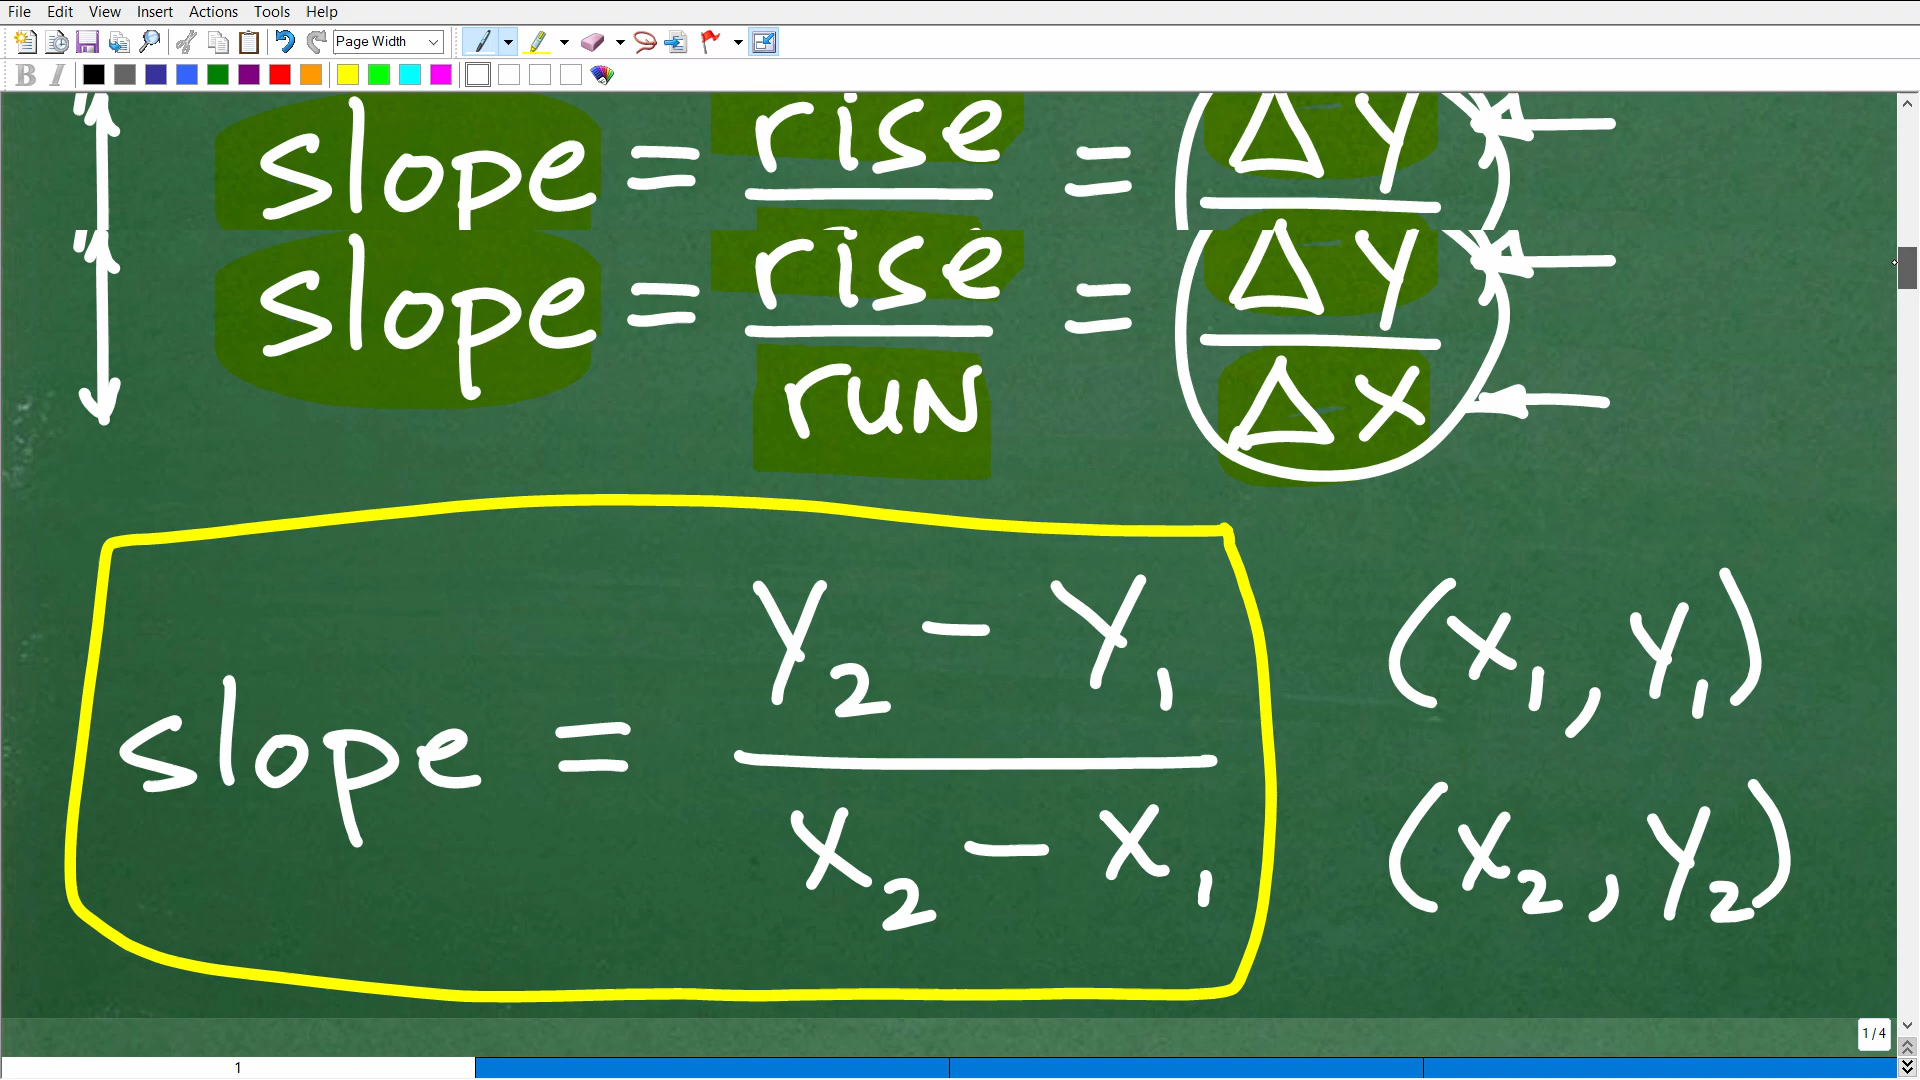 File Edit View Insert Actions Tools Help
Page Width
B I
slope = rise = ΔY
slope = rise / run = ΔY / ΔX
slope = Y₂ - Y₁ / X₂ - X₁
(X₁, Y₁)
(X₂, Y₂)
1 / 4
1